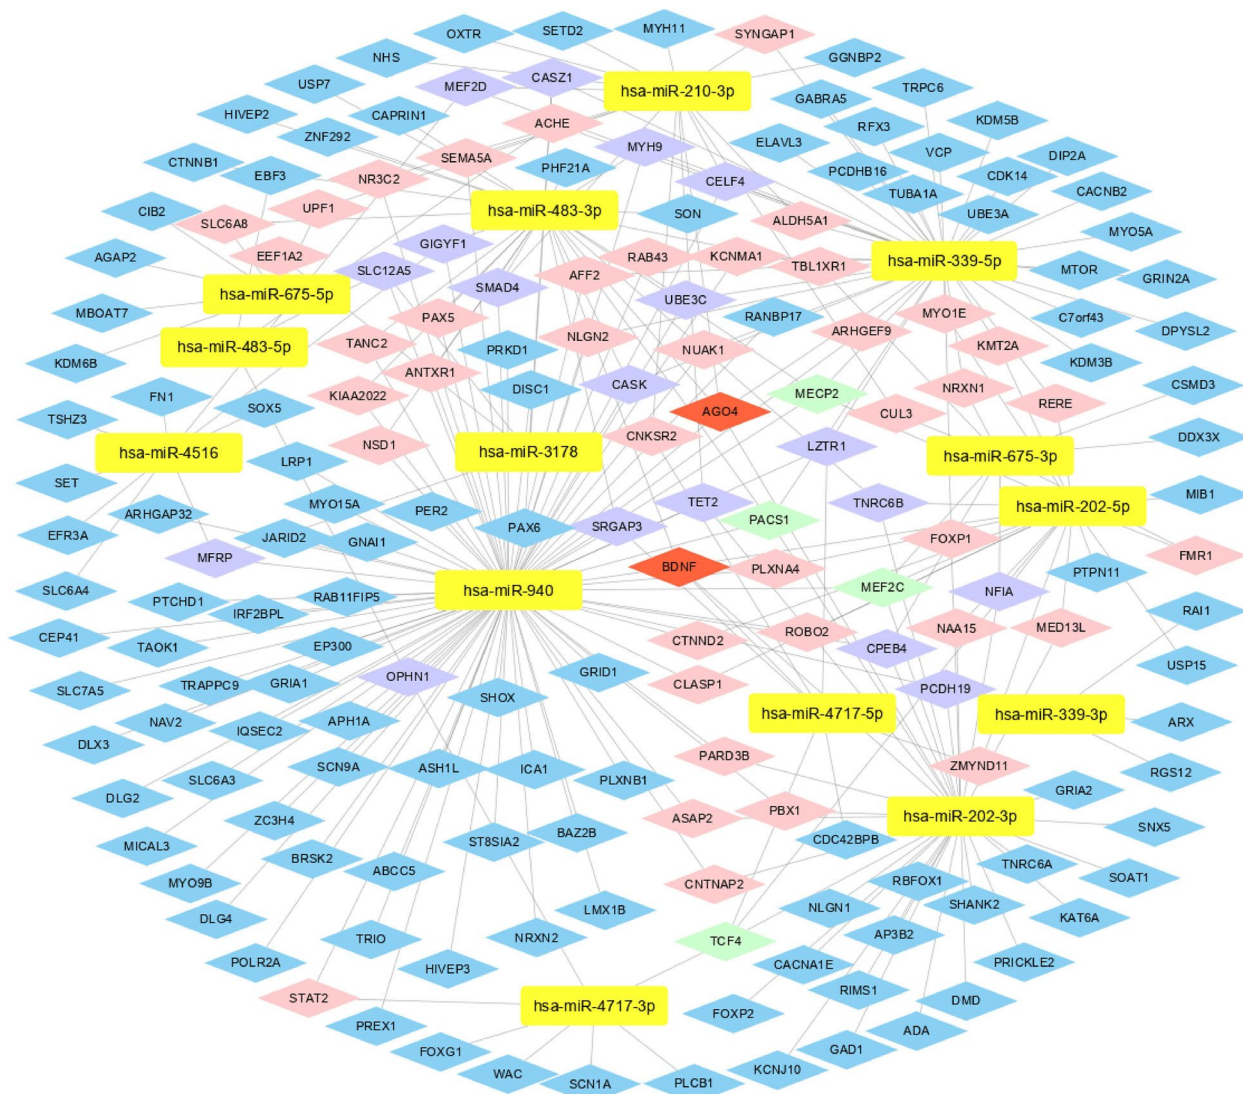 MYH11
SETD2
SYNGAP1
OXTR
NHS
GGNBP2
CASZ1
MEF2D
hsa-miR-210-3p
USP7
TRPC6
GABRA5
HIVEP2
CAPRIN1
ZNF292
ACHE
KDM5B
RFX3
ELAVL3
MYH9
VCP
DIP2A
CTNNB1
SEMA5A
EBF3
NR3C2
PHF21A
CELF4
PCDHB16
CDK14
TUBA1A
CACNB2
CIB2
SLC6A8
UPF1
hsa-miR-483-3p
SON
ALDH5A1
UBE3A
MYO5A
AGAP2
EEF1A2
GIGYF1
SLC12A5
RAB43
KCNMA1
TBL1XR1
hsa-miR-339-5p
MTOR
GRIN2A
AFF2
hsa-miR-675-5p
SMAD4
UBE3C
MBOAT7
PAX5
RANBP17
MYO1E
C7orf43
DPYSL2
TANC2
NLGN2
ARHGEF9
hsa-miR-483-5p
PRKD1
NUAK1
KMT2A
KDM6B
KDM3B
ANTXR1
DISC1
CASK
MECP2
NRXN1
CSMD3
FN1
KIAA2022
RERE
SOX5
AGO4
CUL3
TSHZ3
CNKSR2
DDX3X
NSD1
LZTR1
hsa-miR-4516
hsa-miR-3178
hsa-miR-675-3p
LRP1
SET
MIB1
MYO15A
PER2
TET2
TNRC6B
hsa-miR-202-5p
ARHGAP32
PACS1
EFR3A
JARID2
GNAI1
PAX6
SRGAP3
FOXP1
FMR1
MFRP
BDNF
PLXNA4
PTPN11
SLC6A4
hsa-miR-940
MEF2C
NFIA
PTCHD1
RAB11FIP5
IRF2BPL
RAI1
CEP41
TAOK1
CTNND2
ROBO2
NAA15
MED13L
EP300
CPEB4
USP15
SLC7A5
TRAPPC9
GRIA1
OPHN1
GRID1
CLASP1
PCDH19
SHOX
NAV2
APH1A
hsa-miR-4717-5p
hsa-miR-339-3p
ARX
DLX3
IQSEC2
PARD3B
ZMYND11
SCN9A
ASH1L
ICA1
RGS12
SLC6A3
PLXNB1
DLG2
GRIA2
PBX1
ZC3H4
ASAP2
hsa-miR-202-3p
SNX5
MICAL3
ST8SIA2
BAZ2B
CDC42BPB
BRSK2
TNRC6A
MYO9B
ABCC5
SOAT1
CNTNAP2
RBFOX1
DLG4
NLGN1
SHANK2
LMX1B
KAT6A
TRIO
NRXN2
TCF4
AP3B2
POLR2A
HIVEP3
CACNA1E
PRICKLE2
RIMS1
STAT2
DMD
hsa-miR-4717-3p
FOXP2
PREX1
ADA
FOXG1
GAD1
WAC
KCNJ10
SCN1A
PLCB1